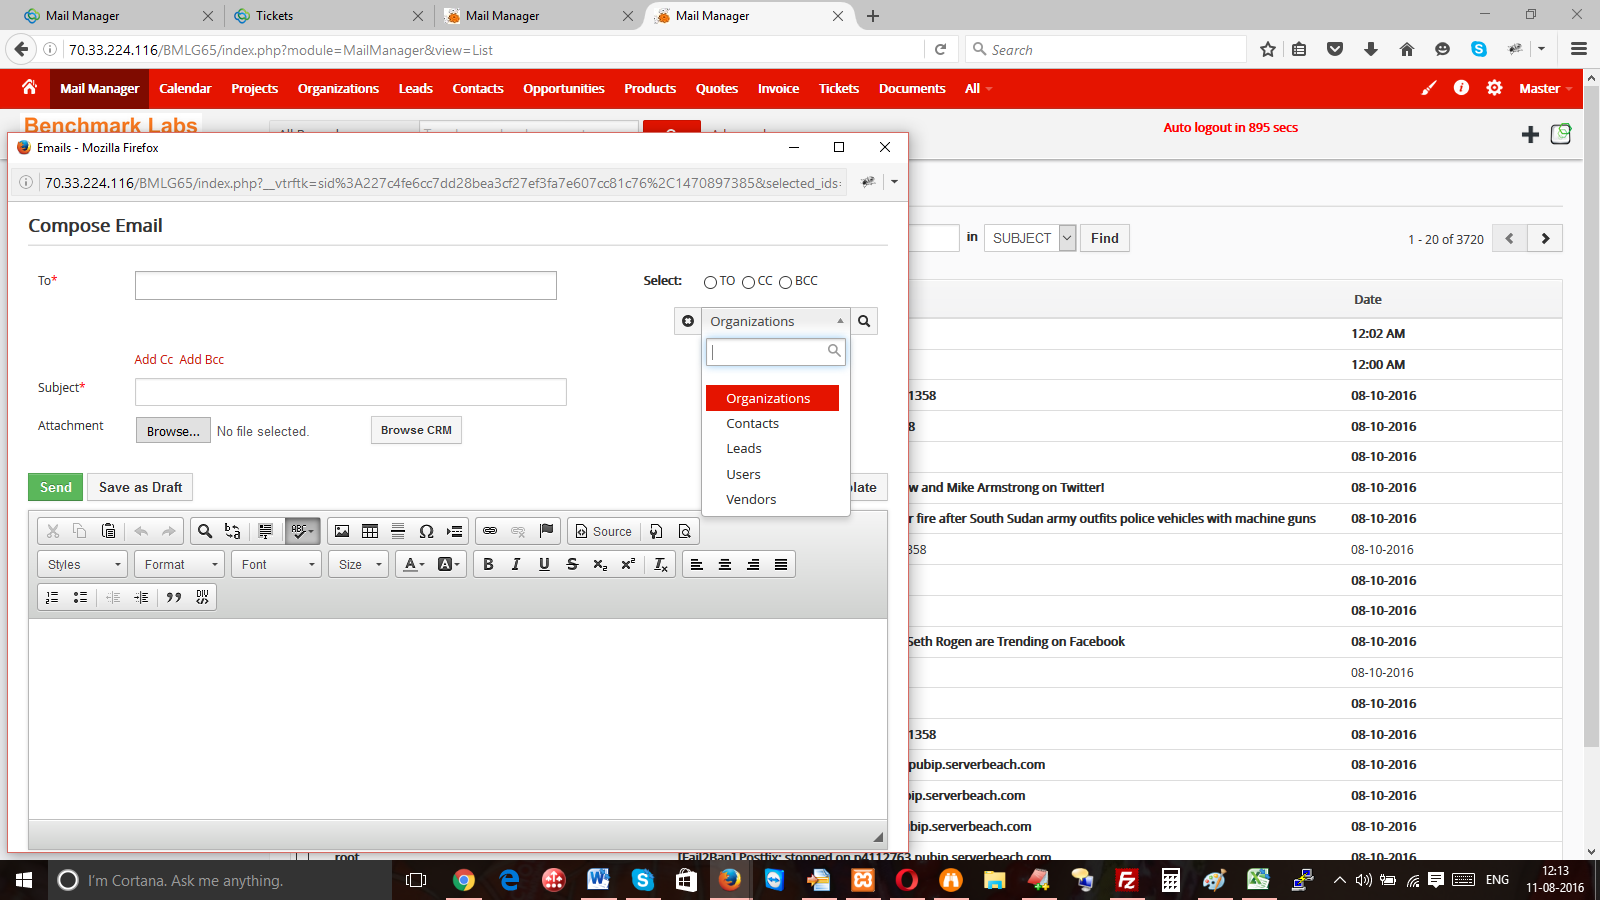 Mail Manager
Tickets
Mail Manager
Mail Manager
70.33.224.116/BMLG65/index.php?module=MailManager&view=List
Search
Mail Manager Calendar Projects Organizations Leads Contacts Opportunities Products Quotes Invoice Tickets Documents All
Master
Benchmark Labs
Auto logout in 895 secs
Emails - Mozilla Firefox
70.33.224.116/BMLG65/index.php?__vtrftk=sid%3A227c4fe6cc7dd28bea3cf27ef3fa7e607cc81c76%2C1470897385&selected_ids=
Compose Email
in SUBJECT Find
1 - 20 of 3720
To*
Select: TO CC BCC
Organizations
Add Cc Add Bcc
Subject*
Attachment Browse... No file selected. Browse CRM
Organizations
Contacts
Leads
Users
Vendors
Send Save as Draft
late
ABC
Source
Styles Format Font Size
A A B I U S x₂ x² Tx
DIV
Date
12:02 AM
12:00 AM
1358 08-10-2016
8 08-10-2016
08-10-2016
w and Mike Armstrong on Twitter! 08-10-2016
r fire after South Sudan army outfits police vehicles with machine guns 08-10-2016
358 08-10-2016
08-10-2016
08-10-2016
Seth Rogen are Trending on Facebook 08-10-2016
08-10-2016
08-10-2016
1358 08-10-2016
pubip.serverbeach.com 08-10-2016
bip.serverbeach.com 08-10-2016
ubip.serverbeach.com 08-10-2016
root [Fail2Ban] Postfix: stopped on p4112763.pubip.serverbeach.com 08-10-2016
I'm Cortana. Ask me anything.
ENG
12:13
11-08-2016